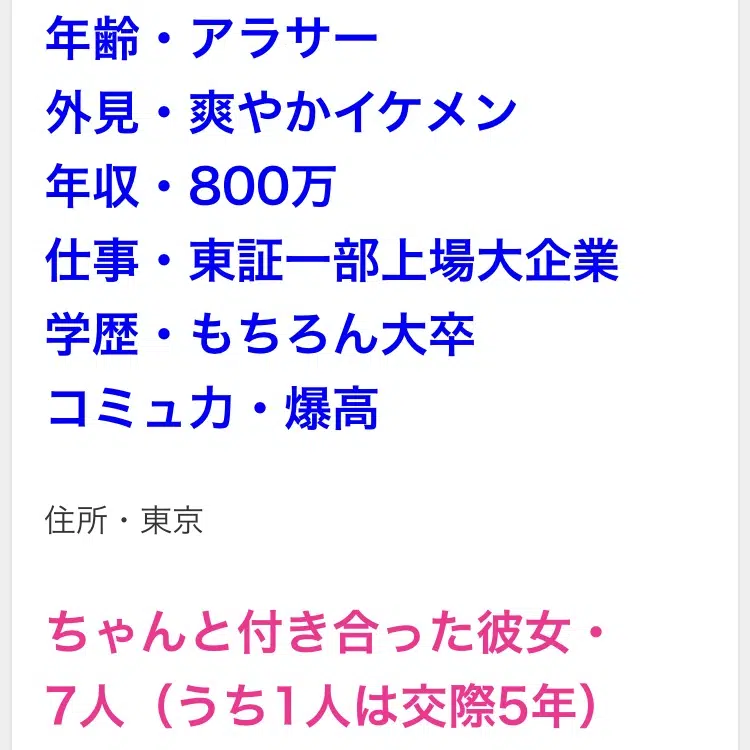 年齢・アラサー
外見・爽やかイケメン
年収・800万
仕事・東証一部上場大企業
学歴・もちろん大卒
コミュ力・爆高
住所・東京
ちゃんと付き合った彼女・
7人（うち1人は交際5年）